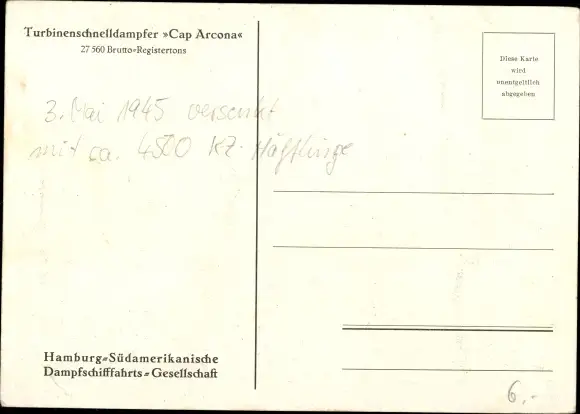 Turbinenschnelldampfer »Cap Arcona«
27 560 Brutto=Registertons
Diese Karte
wird
unentgeltlich
abgegeben
3. Mai 1945 versenkt
mit ca. 4500 KZ-Häftlinge
Hamburg=Südamerikanische
Dampfschifffahrts=Gesellschaft
6,-